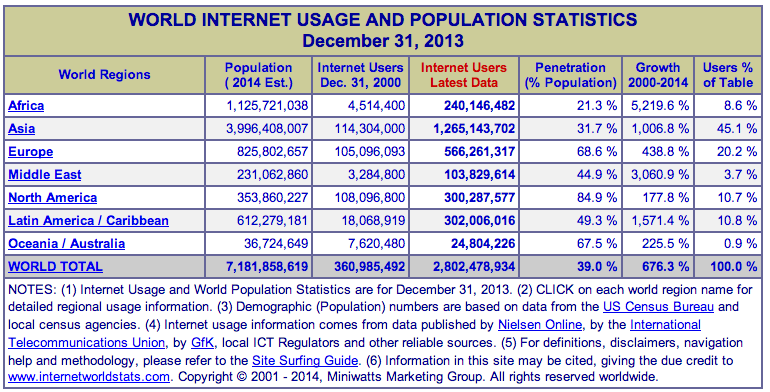 WORLD INTERNET USAGE AND POPULATION STATISTICS
December 31, 2013
World Regions Population ( 2014 Est.) Internet Users Dec. 31, 2000 Internet Users Latest Data Penetration (% Population) Growth 2000-2014 Users % of Table
Africa 1,125,721,038 4,514,400 240,146,482 21.3 % 5,219.6 % 8.6 %
Asia 3,996,408,007 114,304,000 1,265,143,702 31.7 % 1,006.8 % 45.1 %
Europe 825,802,657 105,096,093 566,261,317 68.6 % 438.8 % 20.2 %
Middle East 231,062,860 3,284,800 103,829,614 44.9 % 3,060.9 % 3.7 %
North America 353,860,227 108,096,800 300,287,577 84.9 % 177.8 % 10.7 %
Latin America / Caribbean 612,279,181 18,068,919 302,006,016 49.3 % 1,571.4 % 10.8 %
Oceania / Australia 36,724,649 7,620,480 24,804,226 67.5 % 225.5 % 0.9 %
WORLD TOTAL 7,181,858,619 360,985,492 2,802,478,934 39.0 % 676.3 % 100.0 %
NOTES: (1) Internet Usage and World Population Statistics are for December 31, 2013. (2) CLICK on each world region name for
detailed regional usage information. (3) Demographic (Population) numbers are based on data from the US Census Bureau and
local census agencies. (4) Internet usage information comes from data published by Nielsen Online, by the International
Telecommunications Union, by GfK, local ICT Regulators and other reliable sources. (5) For definitions, disclaimers, navigation
help and methodology, please refer to the Site Surfing Guide. (6) Information in this site may be cited, giving the due credit to
www.internetworldstats.com. Copyright © 2001 - 2014, Miniwatts Marketing Group. All rights reserved worldwide.